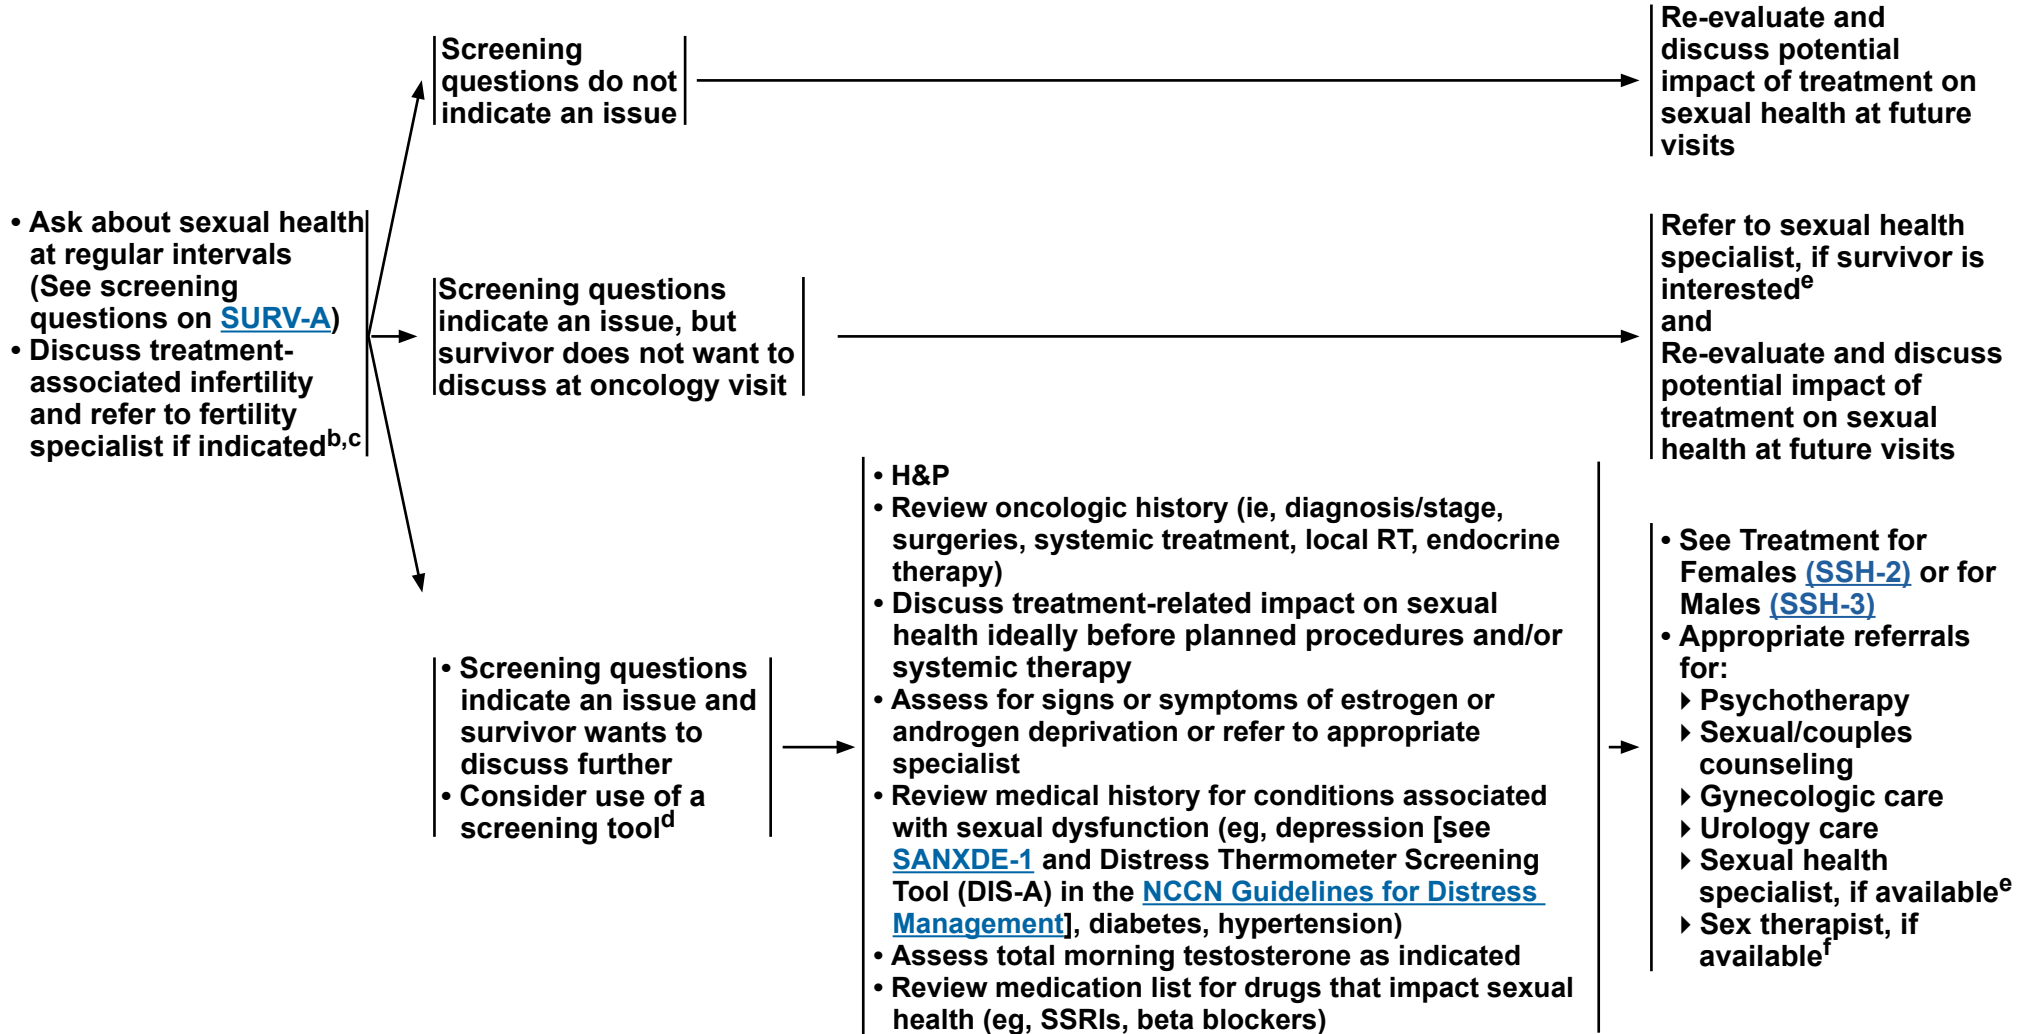 • Ask about sexual health
at regular intervals
(See screening
questions on SURV-A)
• Discuss treatment-
associated infertility
and refer to fertility
specialist if indicatedb,c
Screening
questions do not
indicate an issue
Re-evaluate and
discuss potential
impact of treatment on
sexual health at future
visits
Screening questions
indicate an issue, but
survivor does not want to
discuss at oncology visit
Refer to sexual health
specialist, if survivor is
interestede
and
Re-evaluate and discuss
potential impact of
treatment on sexual
health at future visits
• Screening questions
indicate an issue and
survivor wants to
discuss further
• Consider use of a
screening toold
• H&P
• Review oncologic history (ie, diagnosis/stage,
surgeries, systemic treatment, local RT, endocrine
therapy)
• Discuss treatment-related impact on sexual
health ideally before planned procedures and/or
systemic therapy
• Assess for signs or symptoms of estrogen or
androgen deprivation or refer to appropriate
specialist
• Review medical history for conditions associated
with sexual dysfunction (eg, depression [see
SANXDE-1 and Distress Thermometer Screening
Tool (DIS-A) in the NCCN Guidelines for Distress
Management], diabetes, hypertension)
• Assess total morning testosterone as indicated
• Review medication list for drugs that impact sexual
health (eg, SSRIs, beta blockers)
• See Treatment for
Females (SSH-2) or for
Males (SSH-3)
• Appropriate referrals
for:
▸ Psychotherapy
▸ Sexual/couples
counseling
▸ Gynecologic care
▸ Urology care
▸ Sexual health
specialist, if availablee
▸ Sex therapist, if
availablef